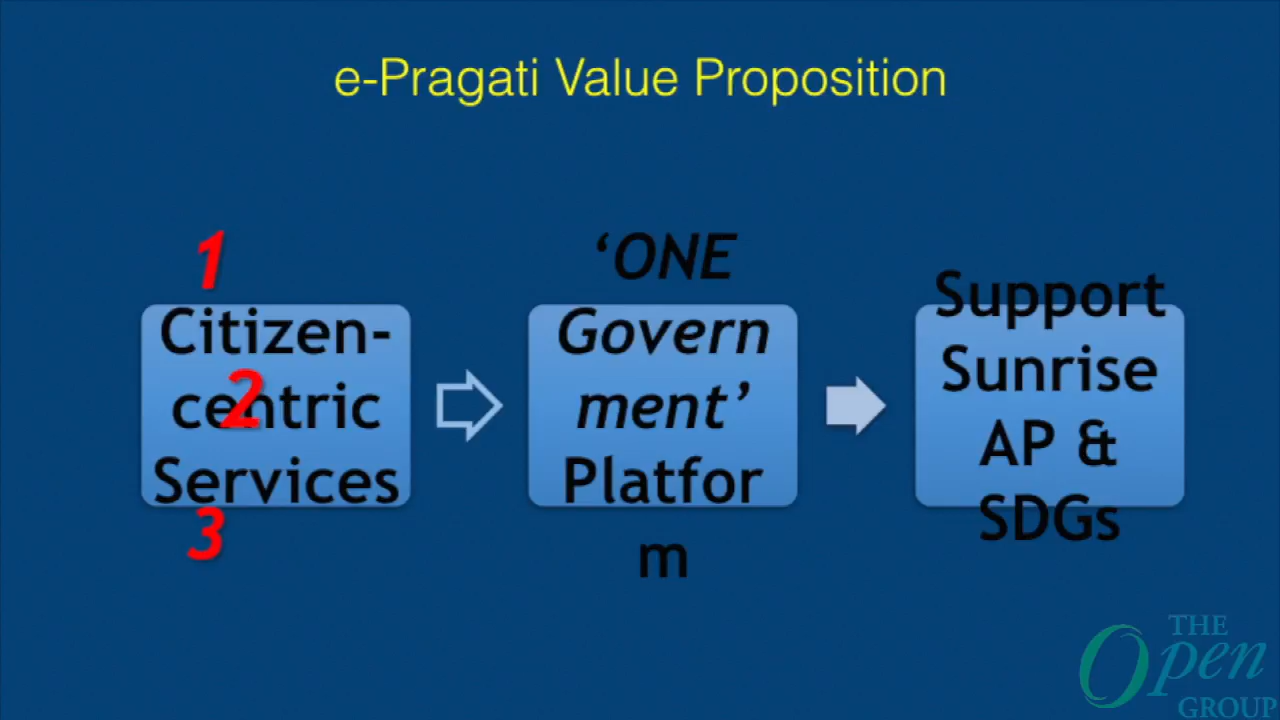 e-Pragati Value Proposition
1
Citizen-
centric
2
Services
3
‘ONE
Govern
ment’
Platfor
m
Support
Sunrise
AP &
SDGs
THE
Open
GROUP